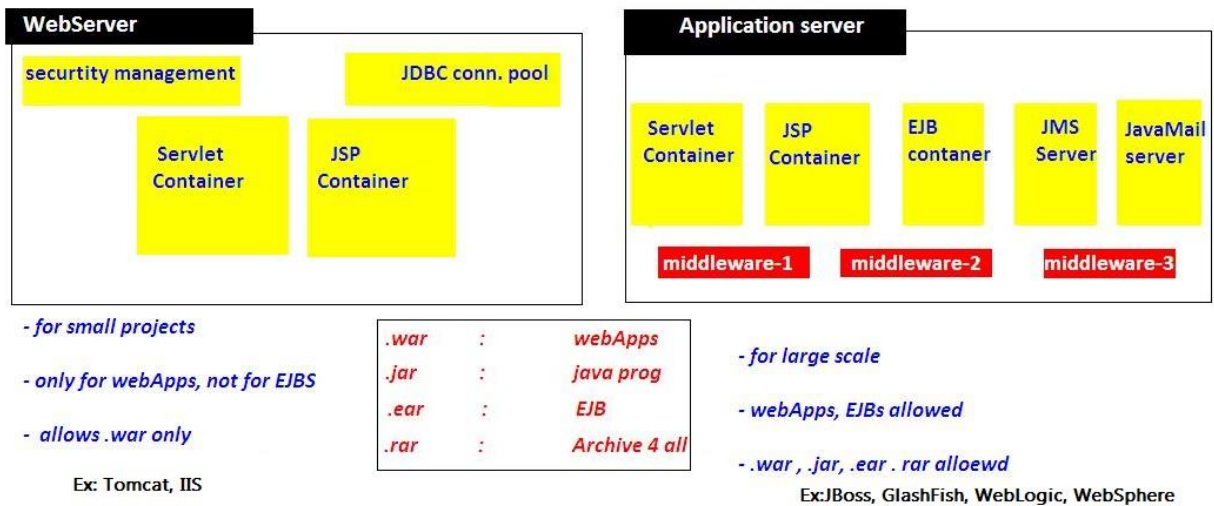 WebServer
securtity management
JDBC conn. pool
Servlet
Container
JSP
Container
- for small projects
- only for webApps, not for EJBS
- allows .war only
Ex: Tomcat, IIS
.war : webApps
.jar : java prog
.ear : EJB
.rar : Archive 4 all
Application server
Servlet
Container
JSP
Container
EJB
contaner
JMS
Server
JavaMail
server
middleware-1
middleware-2
middleware-3
- for large scale
- webApps, EJBs allowed
- .war , .jar, .ear . rar alloewd
Ex:JBoss, GlashFish, WebLogic, WebSphere